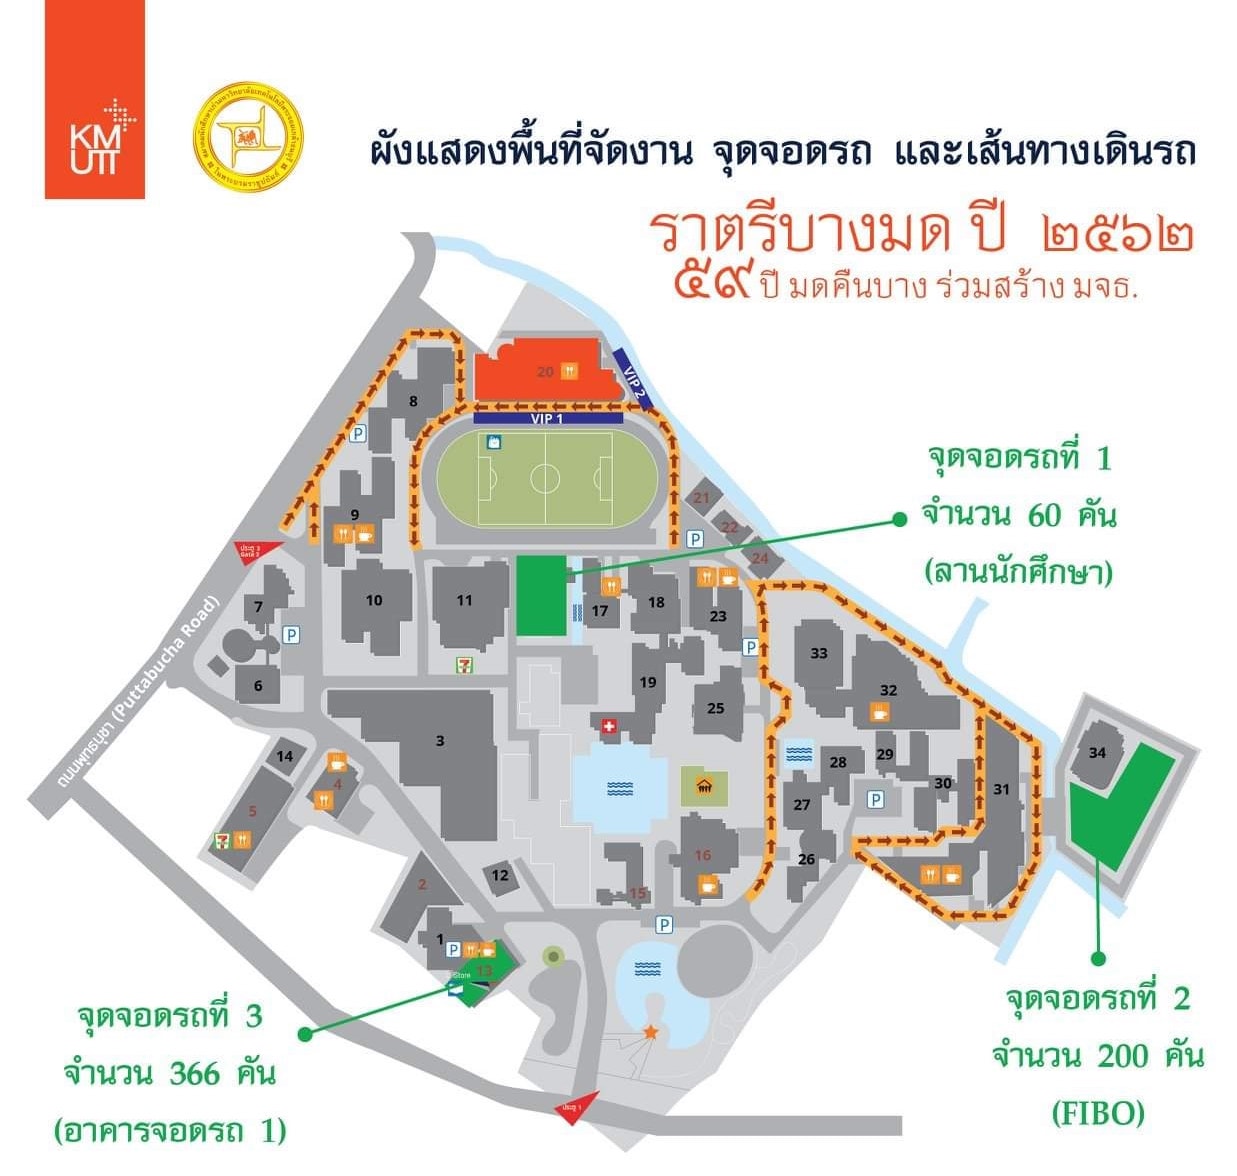 KM
UTT
ผังแสดงพื้นที่จัดงาน จุดจอดรถ และเส้นทางเดินรถ
ราตรีบางมด ปี ๒๕๖๒
๕๙ ปี มดคืนบาง ร่วมสร้าง มจธ.
20
VIP 2
VIP 1
8
P
9
21
22
24
P
จุดจอดรถที่ 1
จำนวน 60 คัน
(ลานนักศึกษา)
ประตู 3
Gate 3
7
10
11
17
18
23
P
P
33
6
7
19
25
32
34
ถนนพุทธบูชา (Puttabucha Road)
3
14
4
5
7
28
29
30
31
27
P
26
16
15
12
2
1
P
13
Store
P
จุดจอดรถที่ 3
จำนวน 366 คัน
(อาคารจอดรถ 1)
จุดจอดรถที่ 2
จำนวน 200 คัน
(FIBO)
ประตู 1